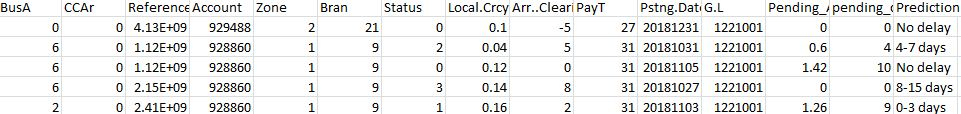 BusA CCAr Reference Account Zone Bran Status Local.Crcy Arr..Cleari PayT Pstng.Date G.L Pending_A pending_c Prediction
0 0 4.13E+09 929488 2 21 0 0.1 -5 27 20181231 1221001 0 0 No delay
6 0 1.12E+09 928860 1 9 2 0.04 5 31 20181031 1221001 0.6 4 4-7 days
6 0 1.12E+09 928860 1 9 0 0.12 0 31 20181105 1221001 1.42 10 No delay
6 0 2.15E+09 928860 1 9 3 0.14 8 31 20181027 1221001 0 0 8-15 days
2 0 2.41E+09 928860 1 9 1 0.16 2 31 20181103 1221001 1.26 9 0-3 days